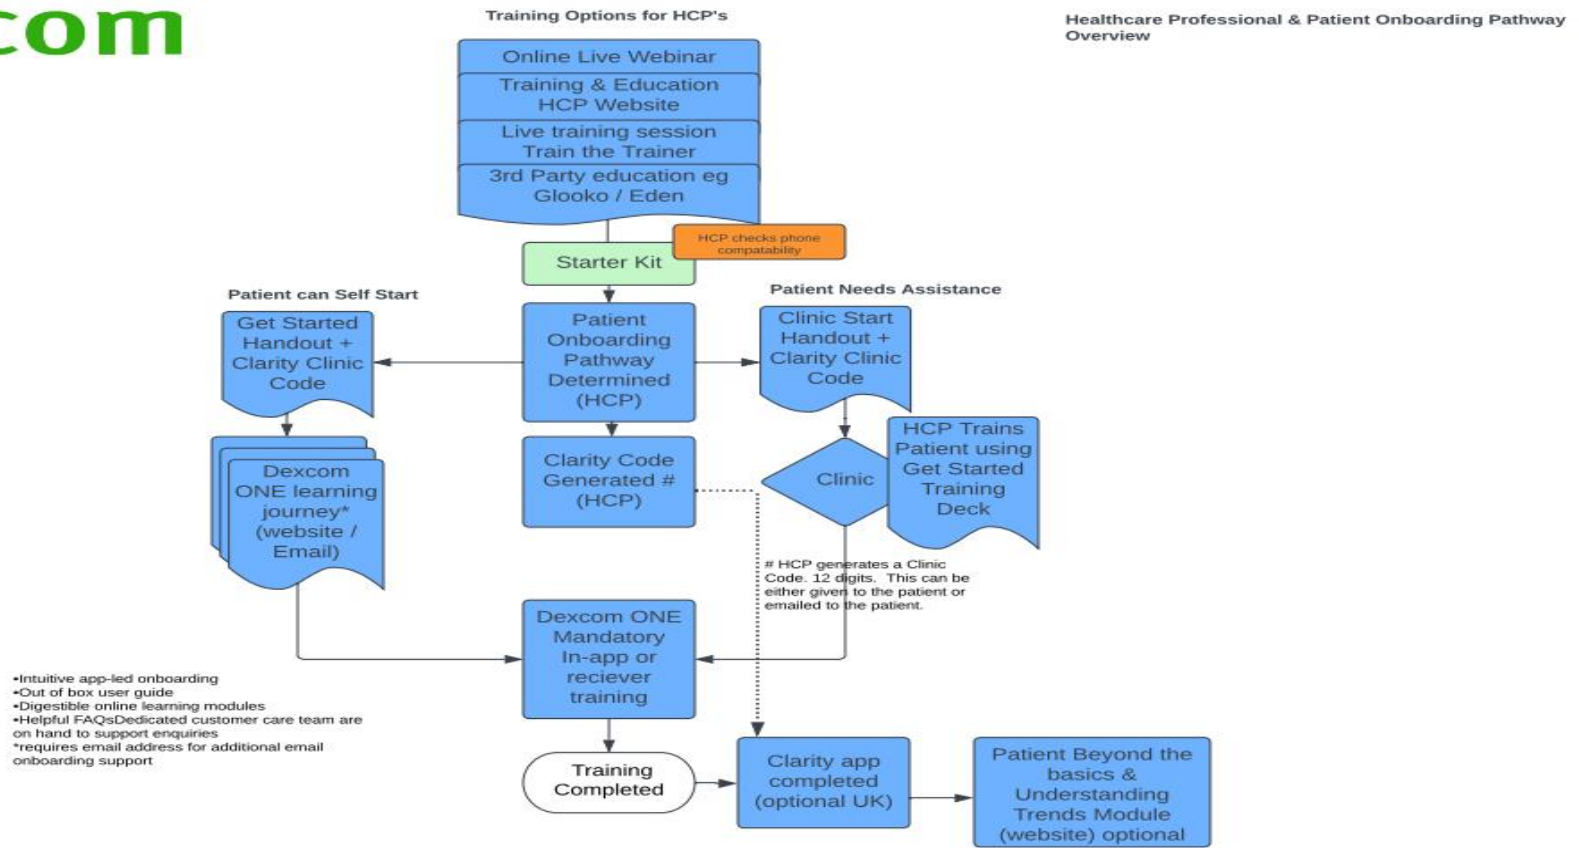 com
Training Options for HCP's
Healthcare Professional & Patient Onboarding Pathway
Overview
Online Live Webinar
Training & Education
HCP Website
Live training session
Train the Trainer
3rd Party education eg
Glooko / Eden
HCP checks phone
compatability
Starter Kit
Patient can Self Start
Patient Needs Assistance
Get Started
Handout +
Clarity Clinic
Code
Patient
Onboarding
Pathway
Determined
(HCP)
Clinic Start
Handout +
Clarity Clinic
Code
Dexcom
ONE learning
journey*
(website /
Email)
Clarity Code
Generated #
(HCP)
Clinic
HCP Trains
Patient using
Get Started
Training
Deck
# HCP generates a Clinic
Code. 12 digits. This can be
either given to the patient or
emailed to the patient.
Dexcom ONE
Mandatory
In-app or
reciever
training
•Intuitive app-led onboarding
•Out of box user guide
•Digestible online learning modules
•Helpful FAQsDedicated customer care team are
on hand to support enquiries
*requires email address for additional email
onboarding support
Training
Completed
Clarity app
completed
(optional UK)
Patient Beyond the
basics &
Understanding
Trends Module
(website) optional